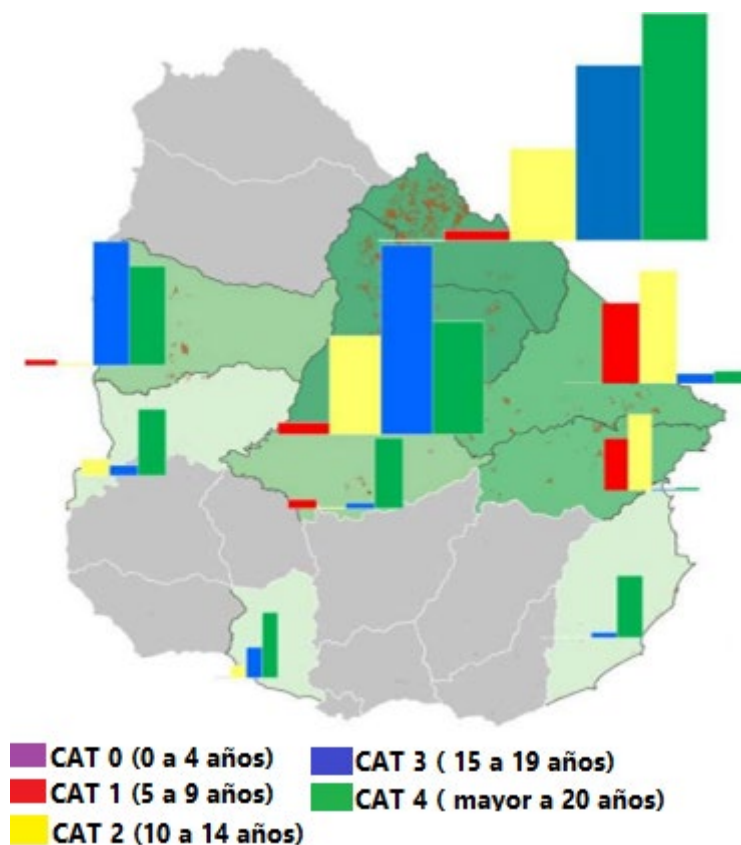 CAT 0 (0 a 4 años)
CAT 3 ( 15 a 19 años)
CAT 1 (5 a 9 años)
CAT 4 ( mayor a 20 años)
CAT 2 (10 a 14 años)